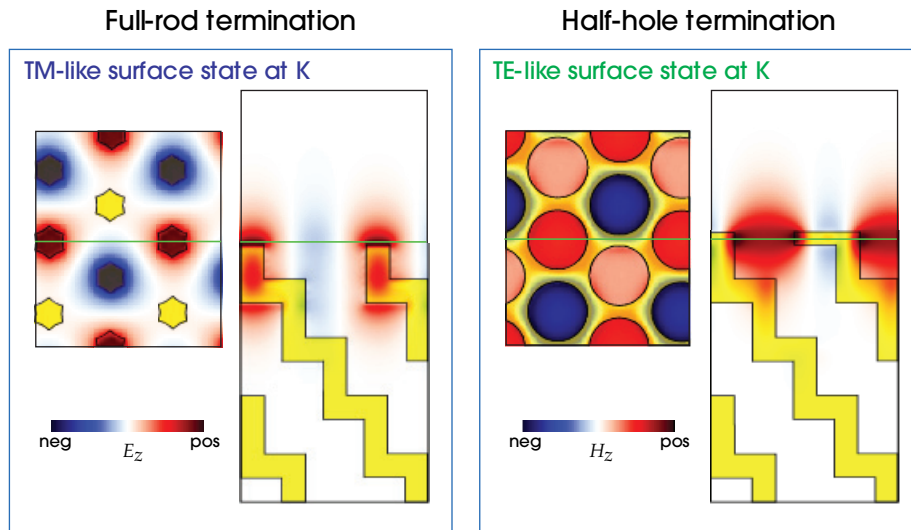 Full-rod termination
TM-like surface state at K
neg
pos
E_z
Half-hole termination
TE-like surface state at K
neg
pos
H_z